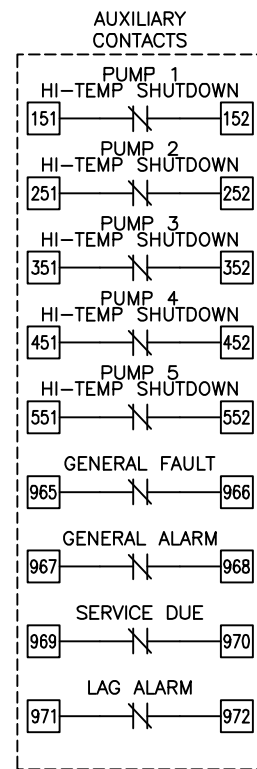 AUXILIARY
CONTACTS
PUMP 1
HI-TEMP SHUTDOWN
151 152
PUMP 2
HI-TEMP SHUTDOWN
251 252
PUMP 3
HI-TEMP SHUTDOWN
351 352
PUMP 4
HI-TEMP SHUTDOWN
451 452
PUMP 5
HI-TEMP SHUTDOWN
551 552
GENERAL FAULT
965 966
GENERAL ALARM
967 968
SERVICE DUE
969 970
LAG ALARM
971 972